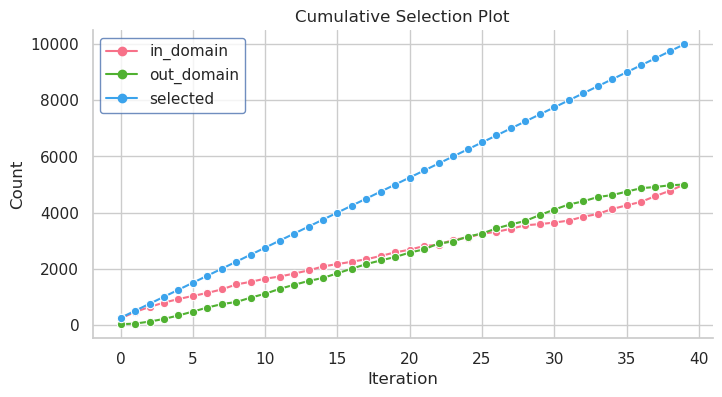 Cumulative Selection Plot
in_domain
out_domain
selected
10000
8000
6000
4000
2000
0
Count
0 5 10 15 20 25 30 35 40
Iteration